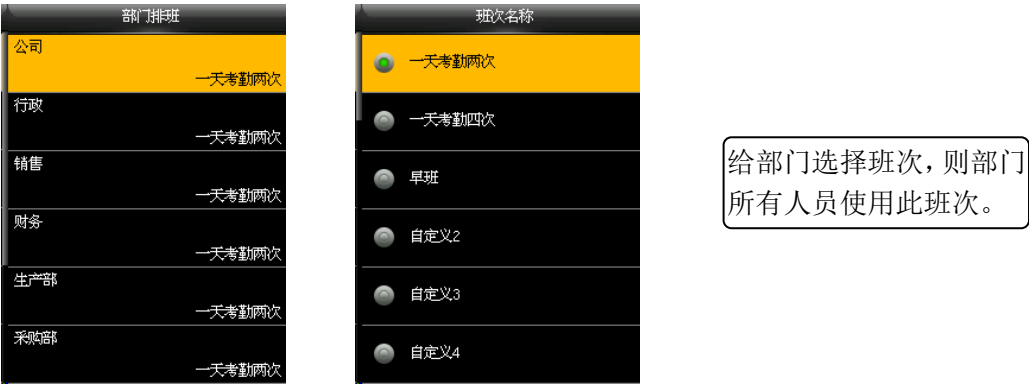 部门排班
公司
一天考勤两次
行政
一天考勤两次
销售
一天考勤两次
财务
一天考勤两次
生产部
一天考勤两次
采购部
一天考勤两次
班次名称
一天考勤两次
一天考勤四次
早班
自定义2
自定义3
自定义4
给部门选择班次，则部门
所有人员使用此班次。